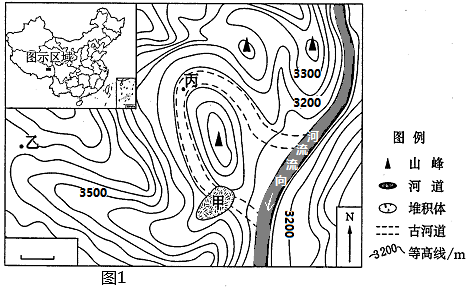 图示区域
丙
3300
3200
乙
河
流
向
3500
甲
3200
N
图 例
山 峰
河 道
堆积体
古河道
3200 等高线/m
图1